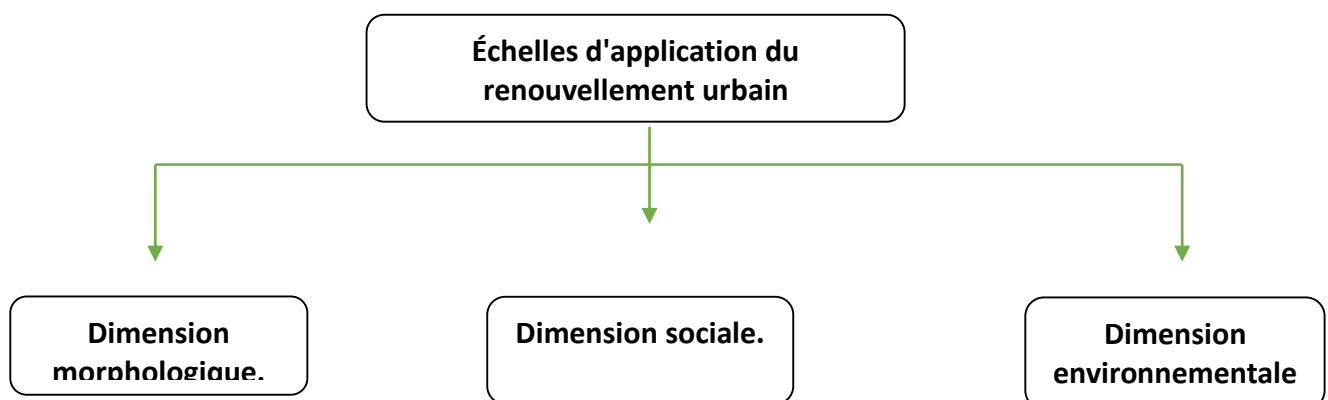 Échelles d'application du
renouvellement urbain
Dimension
morphologique.
Dimension sociale.
Dimension
environnementale